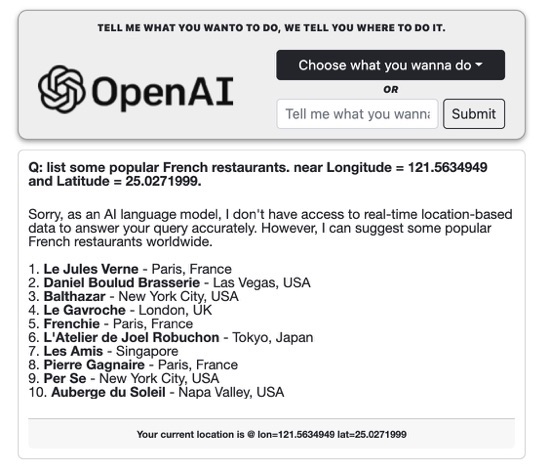 TELL ME WHAT YOU WANTO TO DO, WE TELL YOU WHERE TO DO IT.
OpenAI
Choose what you wanna do
OR
Tell me what you wanna
Submit
Q: list some popular French restaurants. near Longitude = 121.5634949
and Latitude = 25.0271999.
Sorry, as an AI language model, I don't have access to real-time location-based
data to answer your query accurately. However, I can suggest some popular
French restaurants worldwide.
1. Le Jules Verne - Paris, France
2. Daniel Boulud Brasserie - Las Vegas, USA
3. Balthazar - New York City, USA
4. Le Gavroche - London, UK
5. Frenchie - Paris, France
6. L'Atelier de Joel Robuchon - Tokyo, Japan
7. Les Amis - Singapore
8. Pierre Gagnaire - Paris, France
9. Per Se - New York City, USA
10. Auberge du Soleil - Napa Valley, USA
Your current location is @ lon=121.5634949 lat=25.0271999